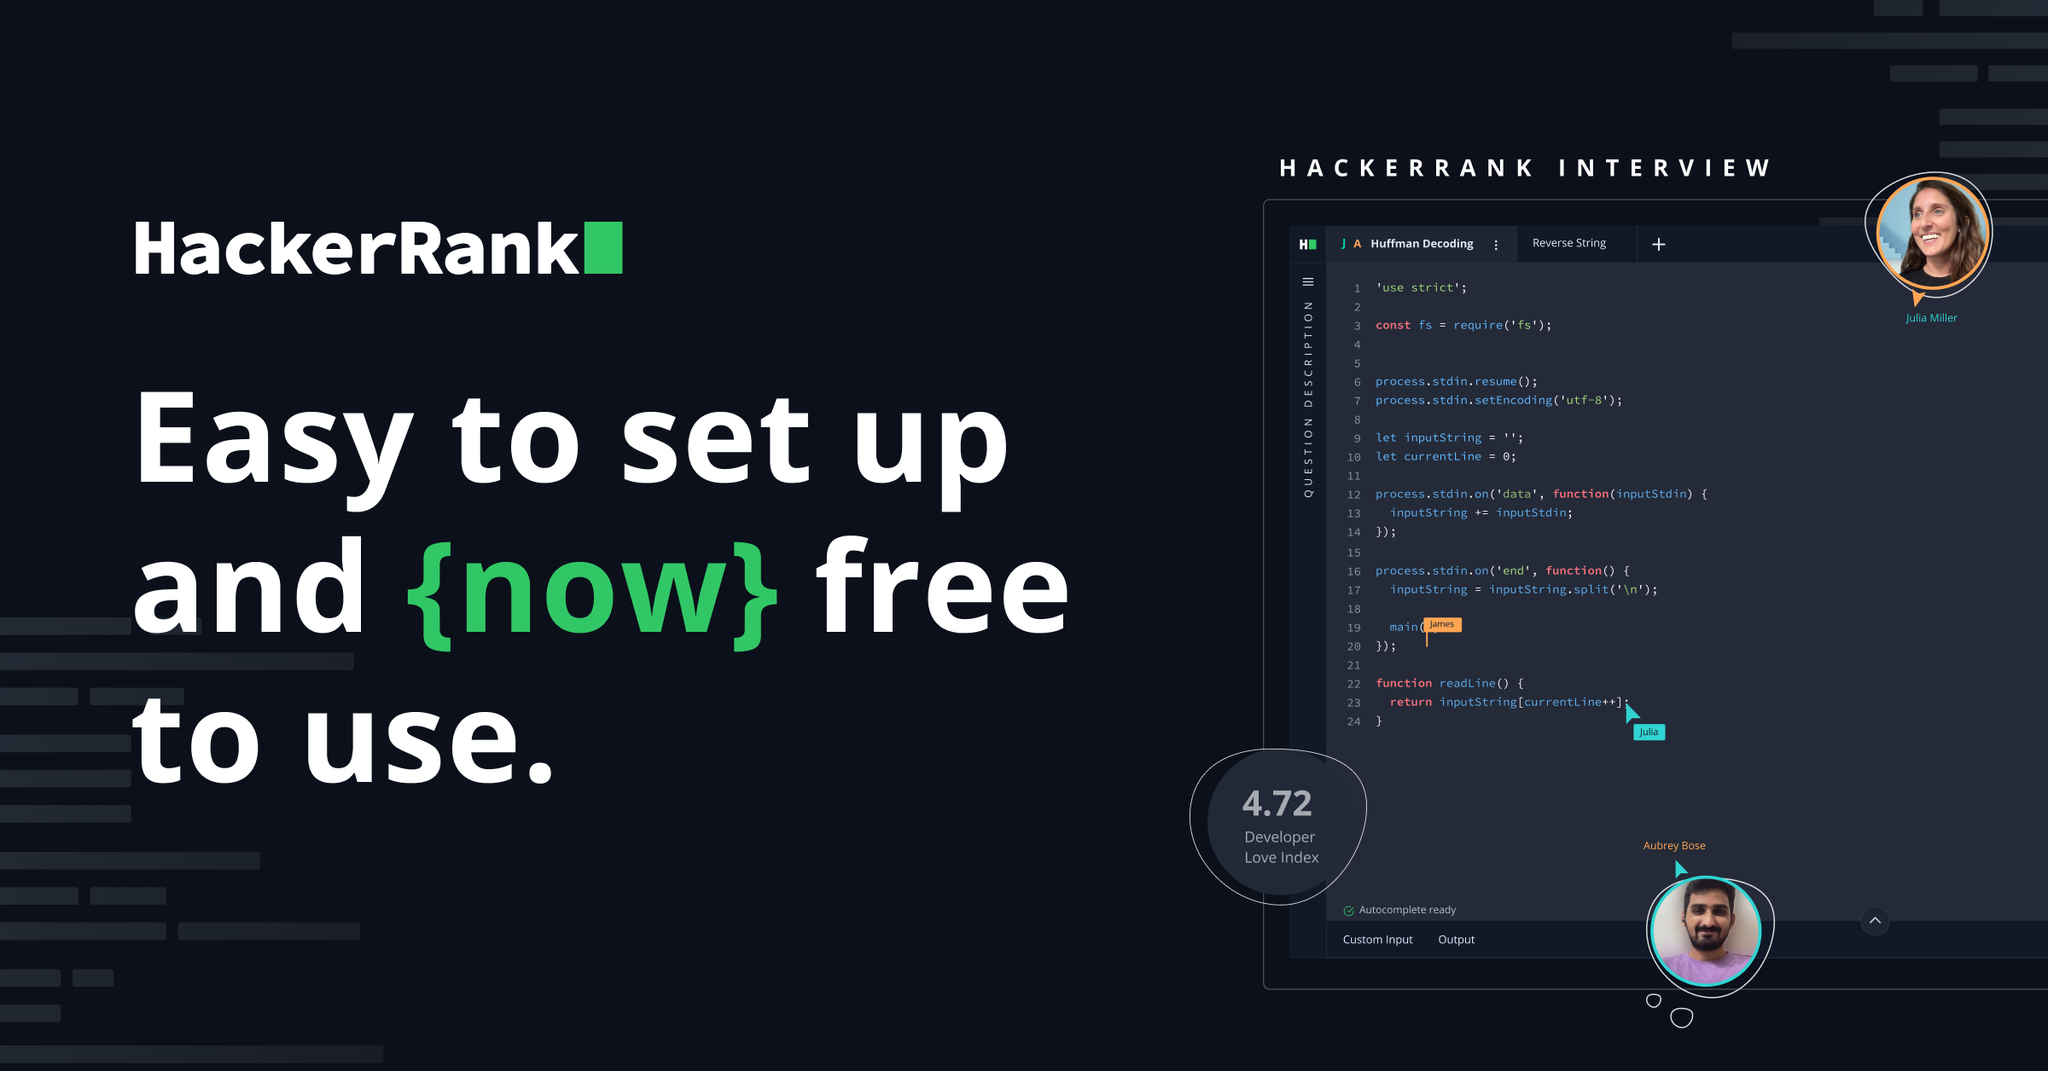 HackerRank
Easy to set up
and {now} free
to use.
HACKERRANK INTERVIEW
Julia Miller
H
J A Huffman Decoding
Reverse String
+
QUESTION DESCRIPTION
1 'use strict';
2
3 const fs = require('fs');
4
5
6 process.stdin.resume();
7 process.stdin.setEncoding('utf-8');
8
9 let inputString = '';
10 let currentLine = 0;
11
12 process.stdin.on('data', function(inputStdin) {
13 inputString += inputStdin;
14 });
15
16 process.stdin.on('end', function() {
17 inputString = inputString.split('\n');
18
19 main(
James
20 });
21
22 function readLine() {
23 return inputString[currentLine++];
24 }
Julia
4.72
Developer
Love Index
Aubrey Bose
Autocomplete ready
Custom Input
Output